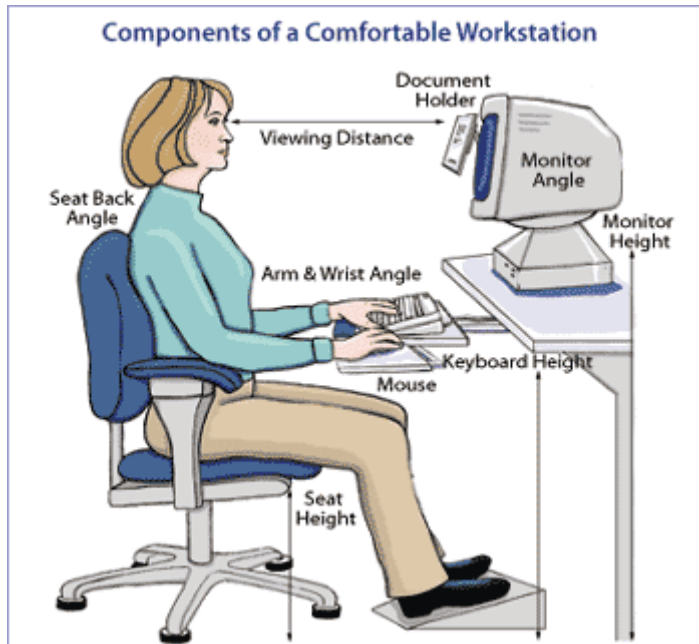 Components of a Comfortable Workstation
Document
Holder
Viewing Distance
Monitor
Angle
Seat Back
Angle
Monitor
Height
Arm & Wrist Angle
Keyboard Height
Mouse
Seat
Height